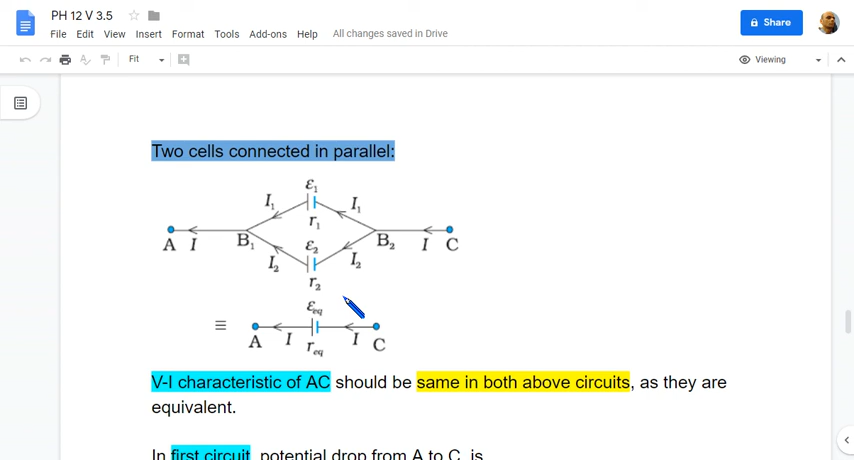 PH 12 V 3.5
File Edit View Insert Format Tools Add-ons Help All changes saved in Drive
Share
Fit
Viewing
Two cells connected in parallel:
ε₁
I₁ I₁
r₁
A I B₁ ε₂ B₂ I C
I₂ I₂
r₂
εeq
≡
A I req I C
V-I characteristic of AC should be same in both above circuits, as they are
equivalent.
In first circuit, potential drop from A to C, is